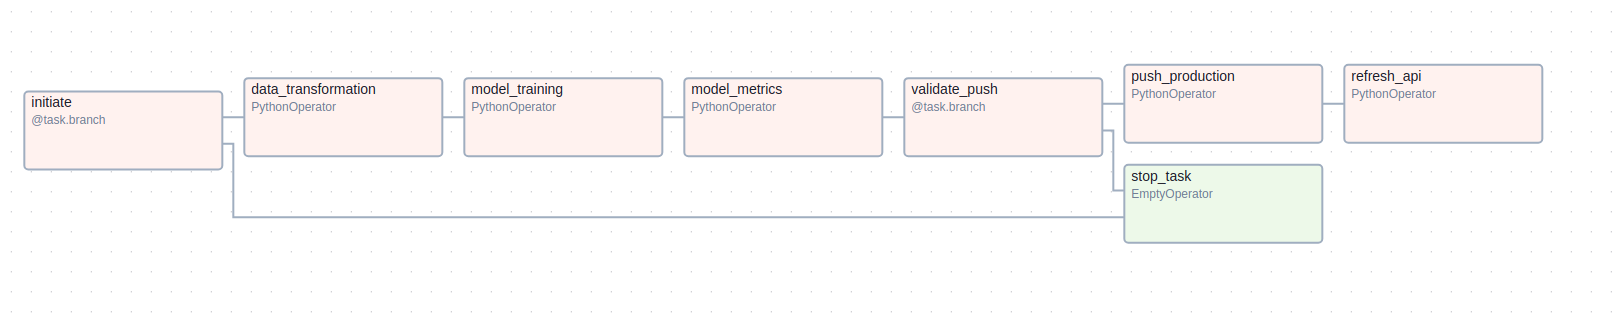 initiate
@task.branch
data_transformation
PythonOperator
model_training
PythonOperator
model_metrics
PythonOperator
validate_push
@task.branch
push_production
PythonOperator
refresh_api
PythonOperator
stop_task
EmptyOperator